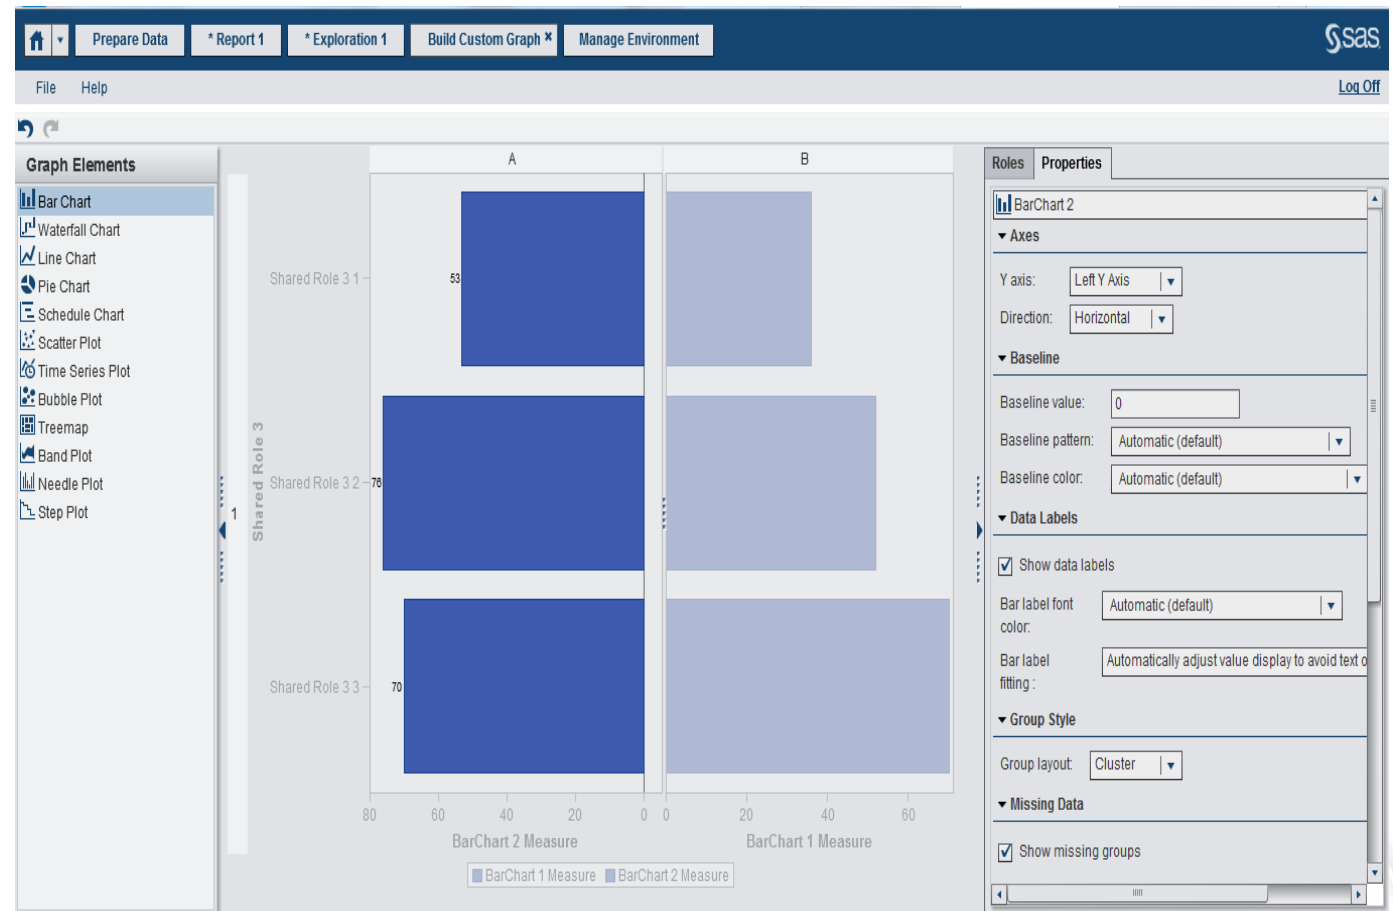 Prepare Data
* Report 1
* Exploration 1
Build Custom Graph ×
Manage Environment
sas
File
Help
Log Off
Graph Elements
Bar Chart
Waterfall Chart
Line Chart
Pie Chart
Schedule Chart
Scatter Plot
Time Series Plot
Bubble Plot
Treemap
Band Plot
Needle Plot
Step Plot
A
B
1
Shared Role 3
Shared Role 3 1
53
Shared Role 3 2
76
Shared Role 3 3
70
80 60 40 20 0 0 20 40 60
BarChart 2 Measure
BarChart 1 Measure
BarChart 1 Measure
BarChart 2 Measure
Roles
Properties
BarChart 2
Axes
Y axis: Left Y Axis
Direction: Horizontal
Baseline
Baseline value: 0
Baseline pattern: Automatic (default)
Baseline color: Automatic (default)
Data Labels
Show data labels
Bar label font color: Automatic (default)
Bar label fitting : Automatically adjust value display to avoid text o
Group Style
Group layout: Cluster
Missing Data
Show missing groups